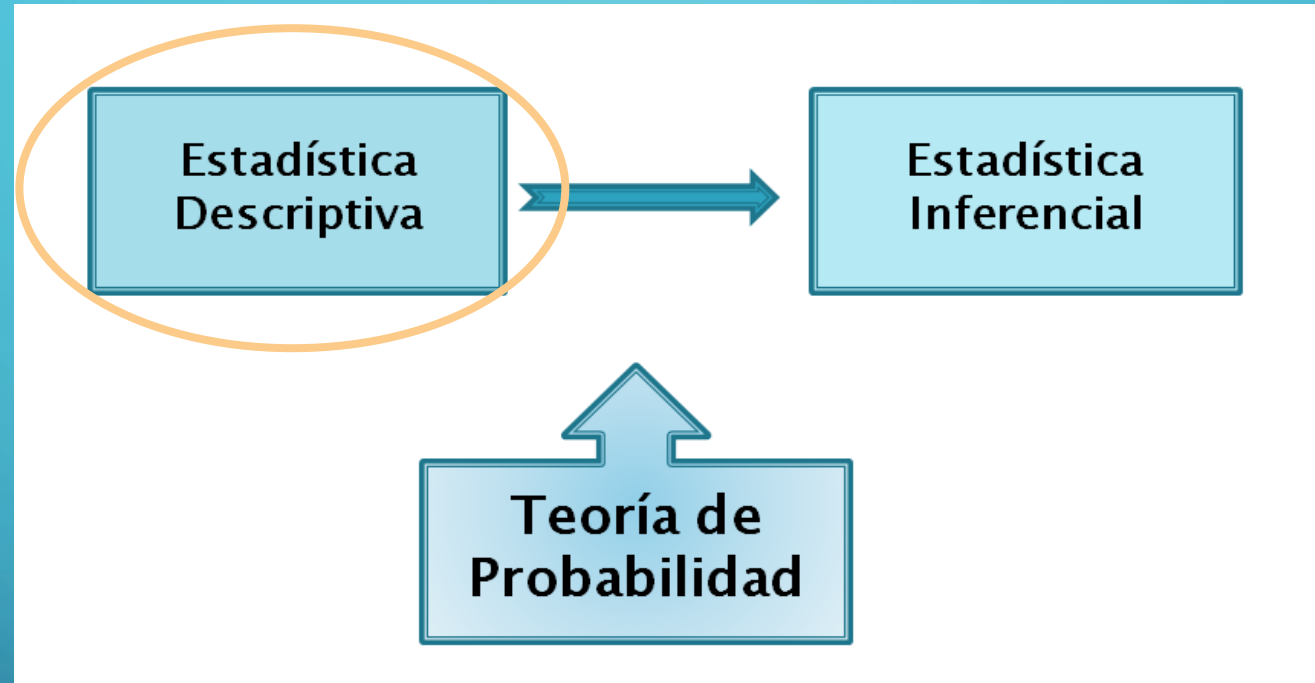 Estadística
Descriptiva
Estadística
Inferencial
Teoría de
Probabilidad